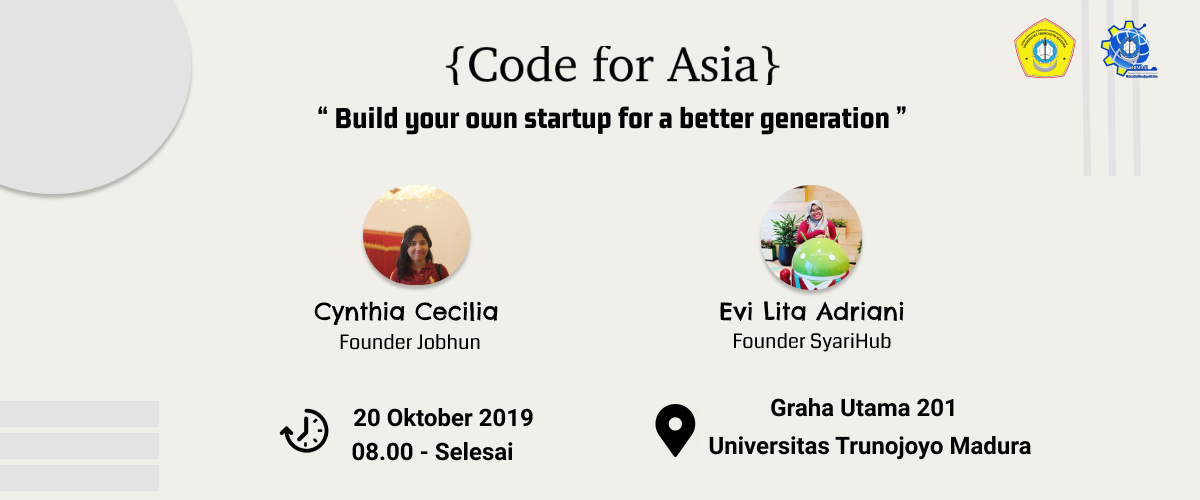 {Code for Asia}
“ Build your own startup for a better generation ”
Cynthia Cecilia
Founder Jobhun
Evi Lita Adriani
Founder SyariHub
20 Oktober 2019
08.00 - Selesai
Graha Utama 201
Universitas Trunojoyo Madura